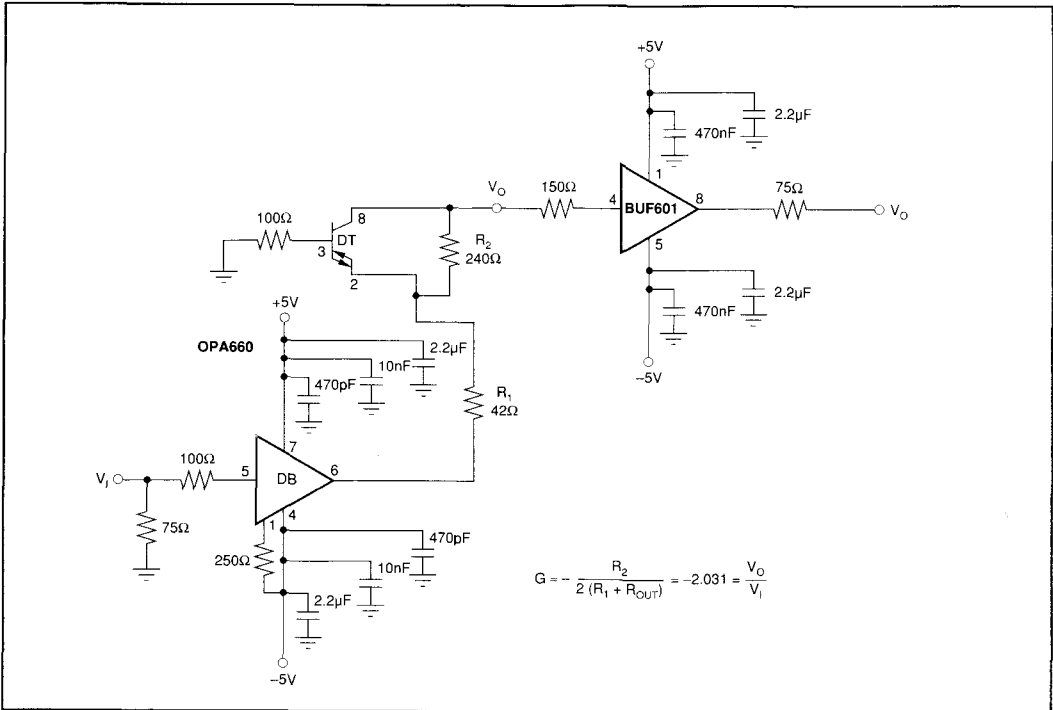 +5V
2.2µF
470nF
1
V_O
150Ω
4
BUF601
8
75Ω
V_O
100Ω
8
DT
3
2
R_2
240Ω
5
2.2µF
470nF
−5V
+5V
OPA660
2.2µF
10nF
470pF
R_1
42Ω
7
V_I
100Ω
5
DB
6
75Ω
1
4
470pF
250Ω
10nF
2.2µF
−5V
G = − R_2 / 2 (R_1 + R_OUT) = −2.031 = V_O / V_I